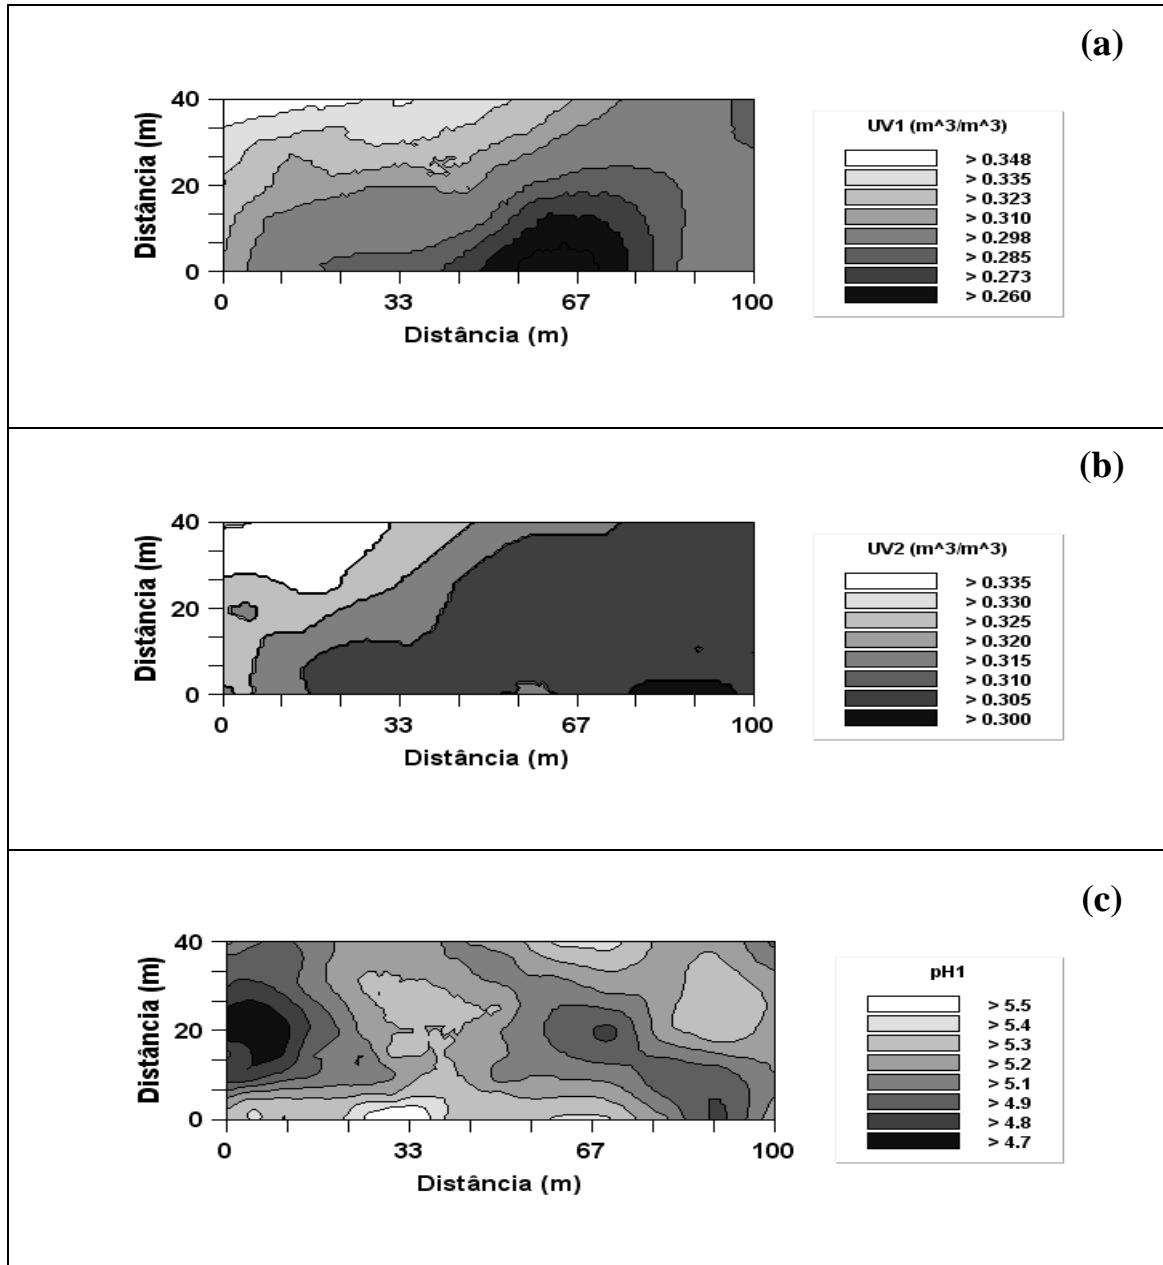 (a)
40
20
0
Distância (m)
0 33 67 100
Distância (m)
UV1 (m^3/m^3)
> 0.348
> 0.335
> 0.323
> 0.310
> 0.298
> 0.285
> 0.273
> 0.260
(b)
40
20
0
Distância (m)
0 33 67 100
Distância (m)
UV2 (m^3/m^3)
> 0.335
> 0.330
> 0.325
> 0.320
> 0.315
> 0.310
> 0.305
> 0.300
(c)
40
20
0
Distância (m)
0 33 67 100
Distância (m)
pH1
> 5.5
> 5.4
> 5.3
> 5.2
> 5.1
> 4.9
> 4.8
> 4.7